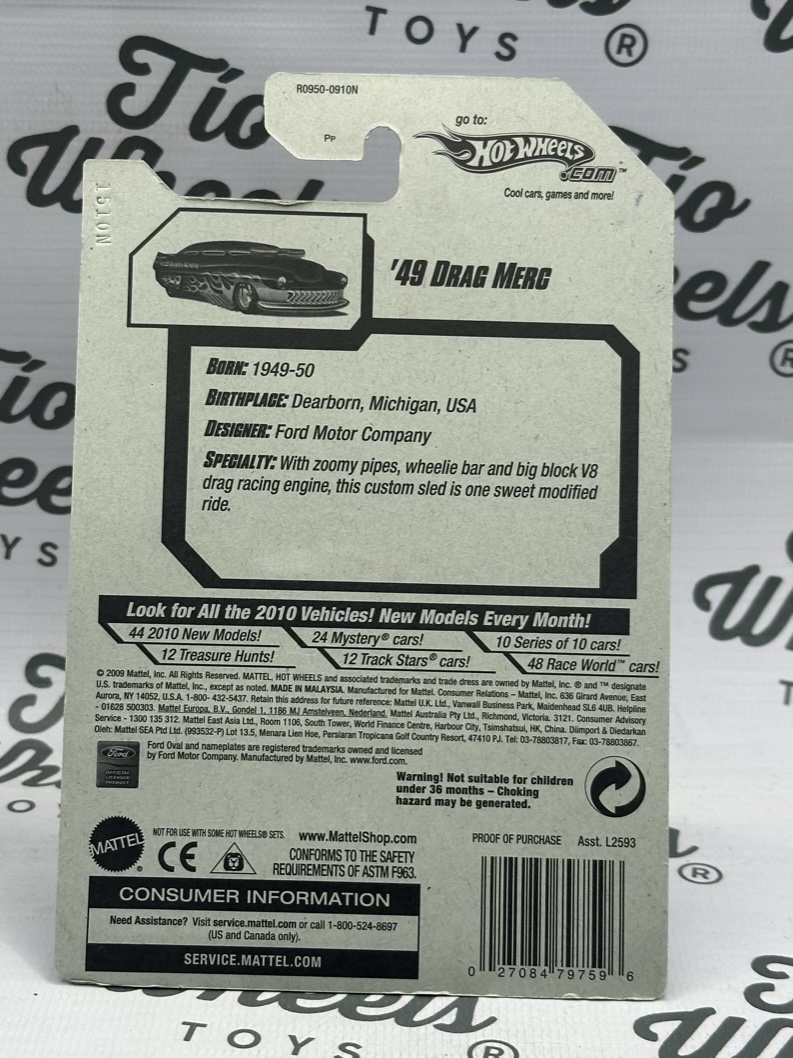 TOYS ®
Tío
Wheels
R0950-0910N
PP
go to:
HOT WHEELS
.COM™
Cool cars, games and more!
N0151
'49 DRAG MERC
BORN: 1949-50
BIRTHPLACE: Dearborn, Michigan, USA
DESIGNER: Ford Motor Company
SPECIALTY: With zoomy pipes, wheelie bar and big block V8
drag racing engine, this custom sled is one sweet modified
ride.
Look for All the 2010 Vehicles! New Models Every Month!
44 2010 New Models! 24 Mystery® cars! 10 Series of 10 cars!
12 Treasure Hunts! 12 Track Stars® cars! 48 Race World™ cars!
© 2009 Mattel, Inc. All Rights Reserved. MATTEL, HOT WHEELS and associated trademarks and trade dress are owned by Mattel, Inc. ® and ™ designate
U.S. trademarks of Mattel, Inc., except as noted. MADE IN MALAYSIA. Manufactured for Mattel. Consumer Relations – Mattel, Inc. 636 Girard Avenue, East
Aurora, NY 14052, U.S.A. 1-800- 432-5437. Retain this address for future reference: Mattel U.K. Ltd., Vanwall Business Park, Maidenhead SL6 4UB. Helpline
- 01628 500303. Mattel Europa, B.V., Gondel 1, 1186 MJ Amstelveen, Nederland. Mattel Australia Pty Ltd., Richmond, Victoria. 3121. Consumer Advisory
Service - 1300 135 312. Mattel East Asia Ltd., Room 1106, South Tower, World Finance Centre, Harbour City, Tsimshatsui, HK, China. Diimport & Diedarkan
Oleh: Mattel SEA Ptd Ltd. (993532-P) Lot 13.5, Menara Lien Hoe, Persiaran Tropicana Golf Country Resort, 47410 PJ. Tel: 03-78803817, Fax: 03-78803867.
Ford
OFFICIAL
LICENSED
PRODUCT
Ford Oval and nameplates are registered trademarks owned and licensed
by Ford Motor Company. Manufactured by Mattel, Inc. www.ford.com.
Warning! Not suitable for children
under 36 months – Choking
hazard may be generated.
MATTEL®
NOT FOR USE WITH SOME HOT WHEELS® SETS.
CE
www.MattelShop.com
CONFORMS TO THE SAFETY
REQUIREMENTS OF ASTM F963.
PROOF OF PURCHASE Asst. L2593
CONSUMER INFORMATION
Need Assistance? Visit service.mattel.com or call 1-800-524-8697
(US and Canada only).
SERVICE.MATTEL.COM
0 27084 79759 6
TOYS ®